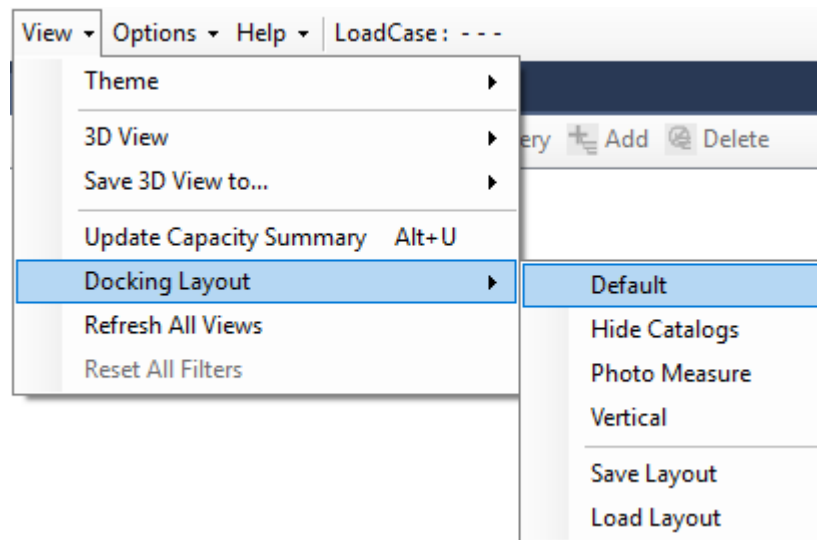 View Options Help LoadCase: - - -
Theme
3D View
ery Add Delete
Save 3D View to...
Update Capacity Summary Alt+U
Docking Layout
Default
Refresh All Views
Hide Catalogs
Reset All Filters
Photo Measure
Vertical
Save Layout
Load Layout